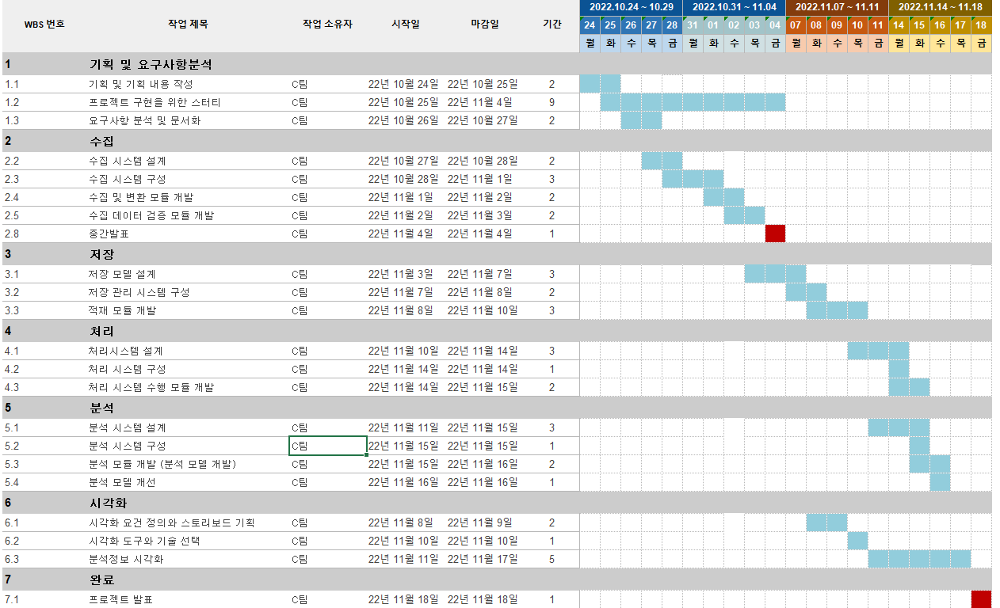 2022.10.24 ~ 10.29 2022.10.31 ~ 11.04 2022.11.07 ~ 11.11 2022.11.14 ~ 11.18
WBS 번호 작업 제목 작업 소유자 시작일 마감일 기간 24 25 26 27 28 31 01 02 03 04 07 08 09 10 11 14 15 16 17 18
월 화 수 목 금 월 화 수 목 금 월 화 수 목 금 월 화 수 목 금
1 기획 및 요구사항분석
1.1 기획 및 기획 내용 작성 C팀 22년 10월 24일 22년 10월 25일 2
1.2 프로젝트 구현을 위한 스터티 C팀 22년 10월 25일 22년 11월 4일 9
1.3 요구사항 분석 및 문서화 C팀 22년 10월 26일 22년 10월 27일 2
2 수집
2.2 수집 시스템 설계 C팀 22년 10월 27일 22년 10월 28일 2
2.3 수집 시스템 구성 C팀 22년 10월 28일 22년 11월 1일 3
2.4 수집 및 변환 모듈 개발 C팀 22년 11월 1일 22년 11월 2일 2
2.5 수집 데이터 검증 모듈 개발 C팀 22년 11월 2일 22년 11월 3일 2
2.8 중간발표 C팀 22년 11월 4일 22년 11월 4일 1
3 저장
3.1 저장 모델 설계 C팀 22년 11월 3일 22년 11월 7일 3
3.2 저장 관리 시스템 구성 C팀 22년 11월 7일 22년 11월 8일 2
3.3 적재 모듈 개발 C팀 22년 11월 8일 22년 11월 10일 3
4 처리
4.1 처리시스템 설계 C팀 22년 11월 10일 22년 11월 14일 3
4.2 처리 시스템 구성 C팀 22년 11월 14일 22년 11월 14일 1
4.3 처리 시스템 수행 모듈 개발 C팀 22년 11월 14일 22년 11월 15일 2
5 분석
5.1 분석 시스템 설계 C팀 22년 11월 11일 22년 11월 15일 3
5.2 분석 시스템 구성 C팀 22년 11월 15일 22년 11월 15일 1
5.3 분석 모듈 개발 (분석 모델 개발) C팀 22년 11월 15일 22년 11월 16일 2
5.4 분석 모델 개선 C팀 22년 11월 16일 22년 11월 16일 1
6 시각화
6.1 시각화 요건 정의와 스토리보드 기획 C팀 22년 11월 8일 22년 11월 9일 2
6.2 시각화 도구와 기술 선택 C팀 22년 11월 10일 22년 11월 10일 1
6.3 분석정보 시각화 C팀 22년 11월 11일 22년 11월 17일 5
7 완료
7.1 프로젝트 발표 C팀 22년 11월 18일 22년 11월 18일 1